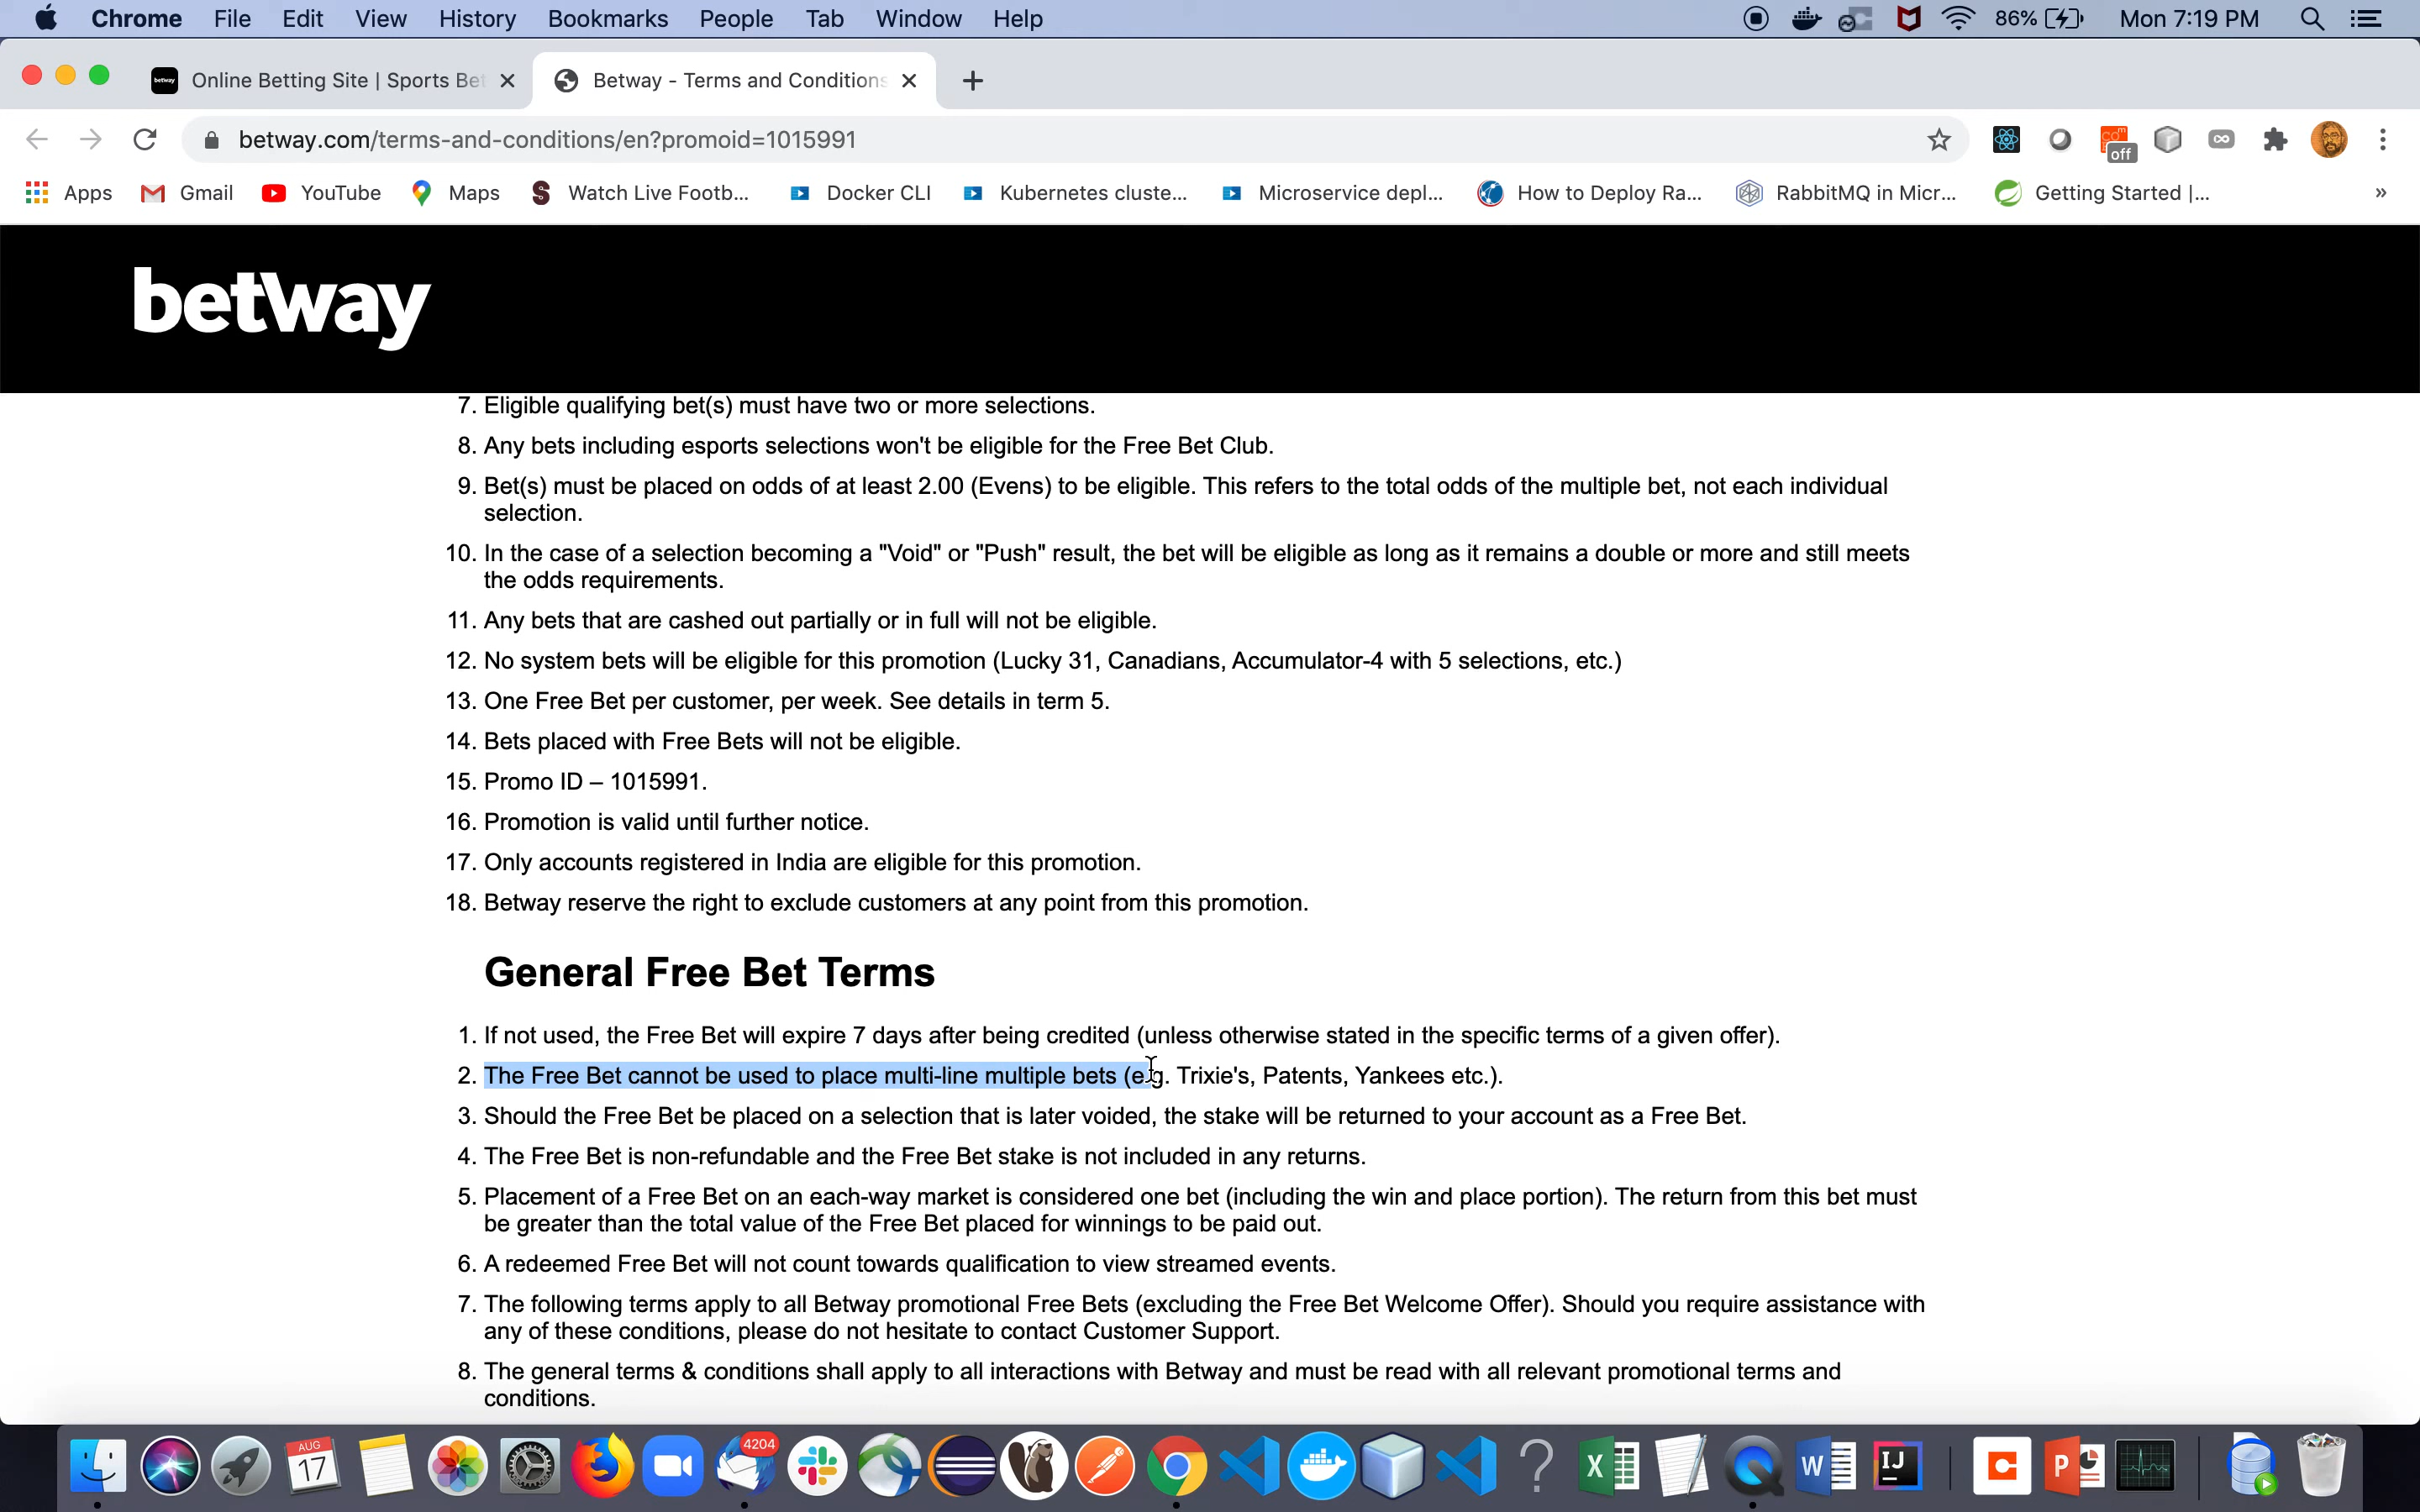 Chrome File Edit View History Bookmarks People Tab Window Help 86% Mon 7:19 PM
betway Online Betting Site | Sports Bet Betway - Terms and Conditions
betway.com/terms-and-conditions/en?promoid=1015991 off
Apps Gmail YouTube Maps Watch Live Footb... Docker CLI Kubernetes cluste... Microservice depl... How to Deploy Ra... RabbitMQ in Micr... Getting Started |... »
betway
7. Eligible qualifying bet(s) must have two or more selections.
8. Any bets including esports selections won't be eligible for the Free Bet Club.
9. Bet(s) must be placed on odds of at least 2.00 (Evens) to be eligible. This refers to the total odds of the multiple bet, not each individual
selection.
10. In the case of a selection becoming a "Void" or "Push" result, the bet will be eligible as long as it remains a double or more and still meets
the odds requirements.
11. Any bets that are cashed out partially or in full will not be eligible.
12. No system bets will be eligible for this promotion (Lucky 31, Canadians, Accumulator-4 with 5 selections, etc.)
13. One Free Bet per customer, per week. See details in term 5.
14. Bets placed with Free Bets will not be eligible.
15. Promo ID – 1015991.
16. Promotion is valid until further notice.
17. Only accounts registered in India are eligible for this promotion.
18. Betway reserve the right to exclude customers at any point from this promotion.
General Free Bet Terms
1. If not used, the Free Bet will expire 7 days after being credited (unless otherwise stated in the specific terms of a given offer).
2. The Free Bet cannot be used to place multi-line multiple bets (e.g. Trixie's, Patents, Yankees etc.).
3. Should the Free Bet be placed on a selection that is later voided, the stake will be returned to your account as a Free Bet.
4. The Free Bet is non-refundable and the Free Bet stake is not included in any returns.
5. Placement of a Free Bet on an each-way market is considered one bet (including the win and place portion). The return from this bet must
be greater than the total value of the Free Bet placed for winnings to be paid out.
6. A redeemed Free Bet will not count towards qualification to view streamed events.
7. The following terms apply to all Betway promotional Free Bets (excluding the Free Bet Welcome Offer). Should you require assistance with
any of these conditions, please do not hesitate to contact Customer Support.
8. The general terms & conditions shall apply to all interactions with Betway and must be read with all relevant promotional terms and
conditions.
AUG 17 4204 X W IJ C P